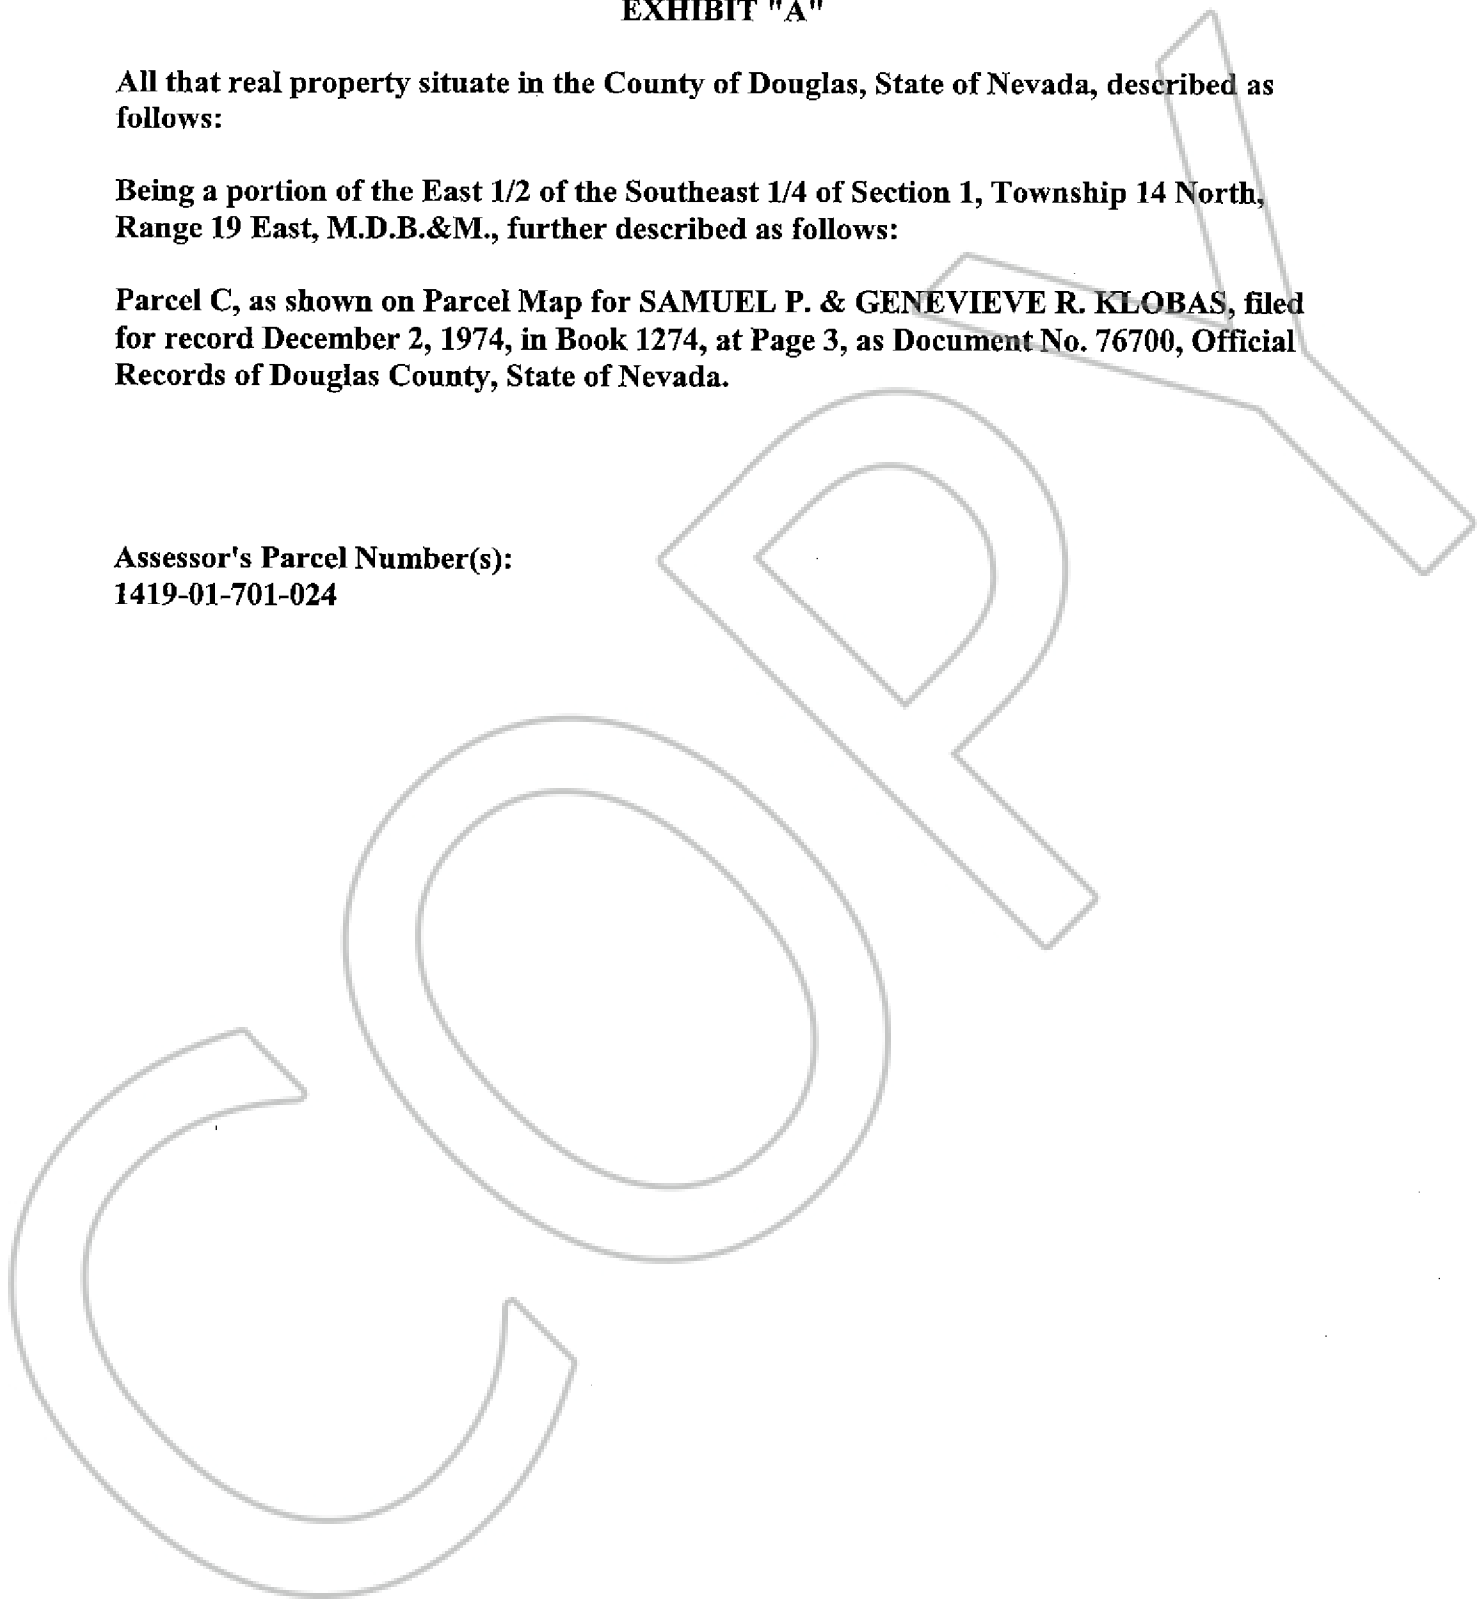 EXHIBIT "A"
All that real property situate in the County of Douglas, State of Nevada, described as
follows:
Being a portion of the East 1/2 of the Southeast 1/4 of Section 1, Township 14 North,
Range 19 East, M.D.B.&M., further described as follows:
Parcel C, as shown on Parcel Map for SAMUEL P. & GENEVIEVE R. KLOBAS, filed
for record December 2, 1974, in Book 1274, at Page 3, as Document No. 76700, Official
Records of Douglas County, State of Nevada.
Assessor's Parcel Number(s):
1419-01-701-024
COPY